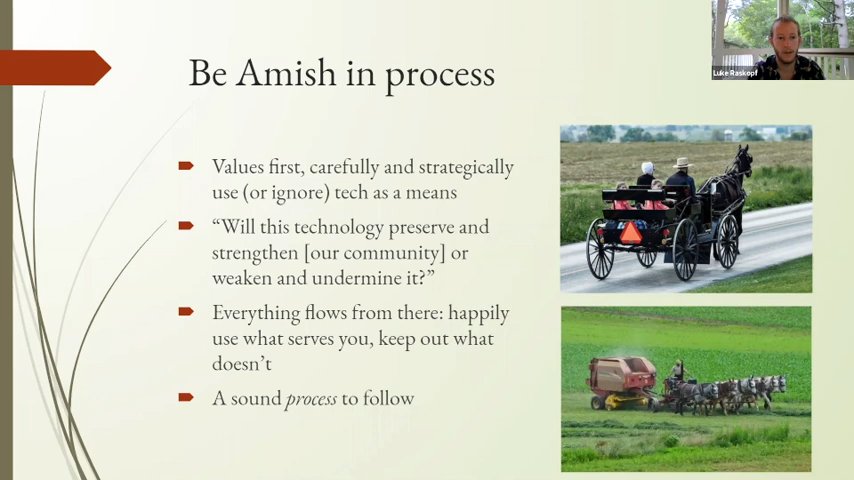 Luke Raskopf
Be Amish in process
Values first, carefully and strategically
use (or ignore) tech as a means
“Will this technology preserve and
strengthen [our community] or
weaken and undermine it?”
Everything flows from there: happily
use what serves you, keep out what
doesn’t
A sound process to follow